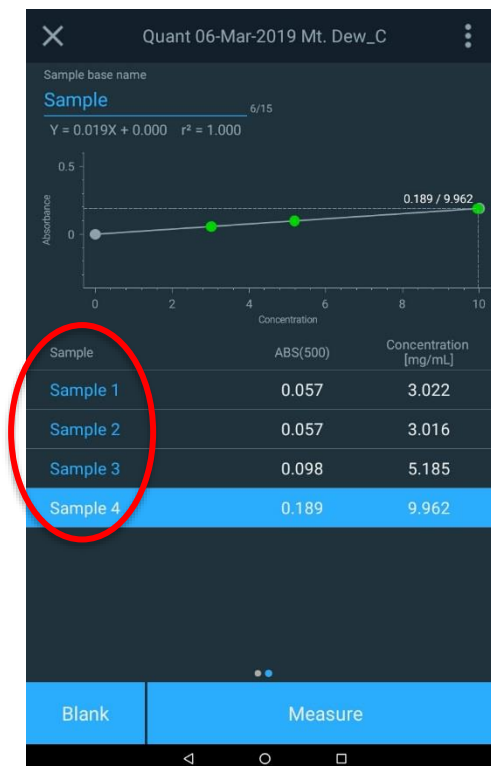 Quant 06-Mar-2019 Mt. Dew_C
Sample base name
Sample
6/15
Y = 0.019X + 0.000 r² = 1.000
0.5
0.189 / 9.962
Absorbance
0
0 2 4 6 8 10
Concentration
Sample ABS(500) Concentration
[mg/mL]
Sample 1 0.057 3.022
Sample 2 0.057 3.016
Sample 3 0.098 5.185
Sample 4 0.189 9.962
Blank Measure